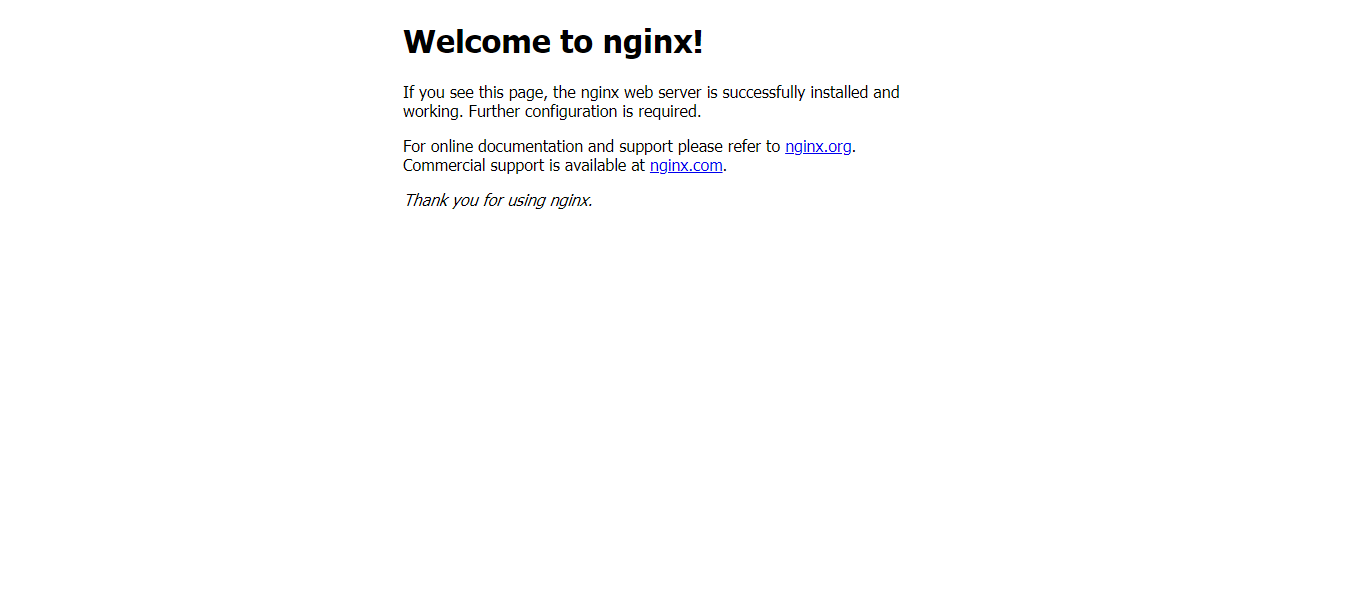 Welcome to nginx!
If you see this page, the nginx web server is successfully installed and
working. Further configuration is required.
For online documentation and support please refer to nginx.org.
Commercial support is available at nginx.com.
Thank you for using nginx.